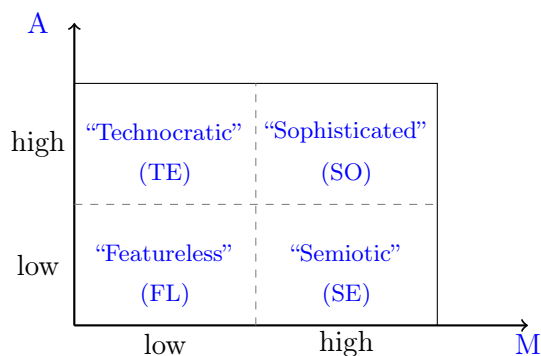 A
high
“Technocratic”
(TE)
“Sophisticated”
(SO)
low
“Featureless”
(FL)
“Semiotic”
(SE)
low
high
M